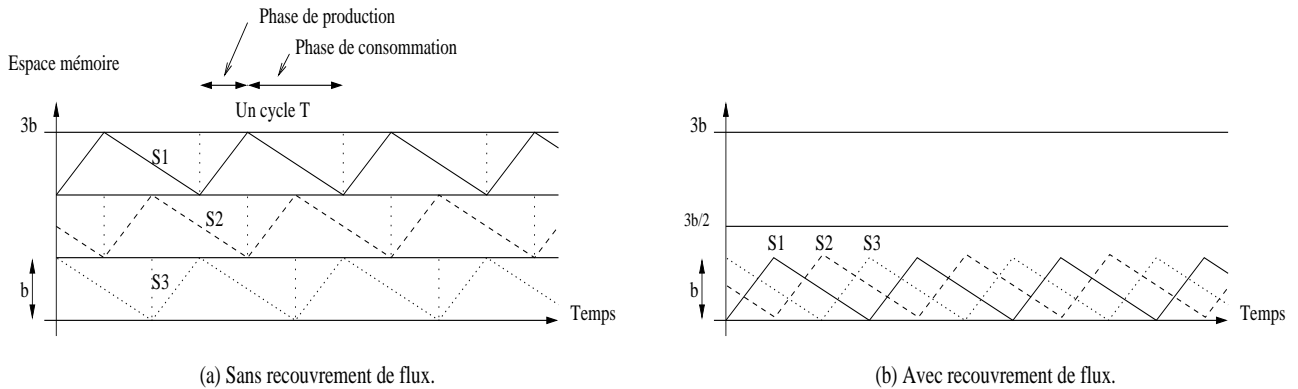 Phase de production
Phase de consommation
Espace mémoire
Un cycle T
3b
S1
S2
S3
b
Temps
(a) Sans recouvrement de flux.
3b
3b/2
S1 S2 S3
b
Temps
(b) Avec recouvrement de flux.